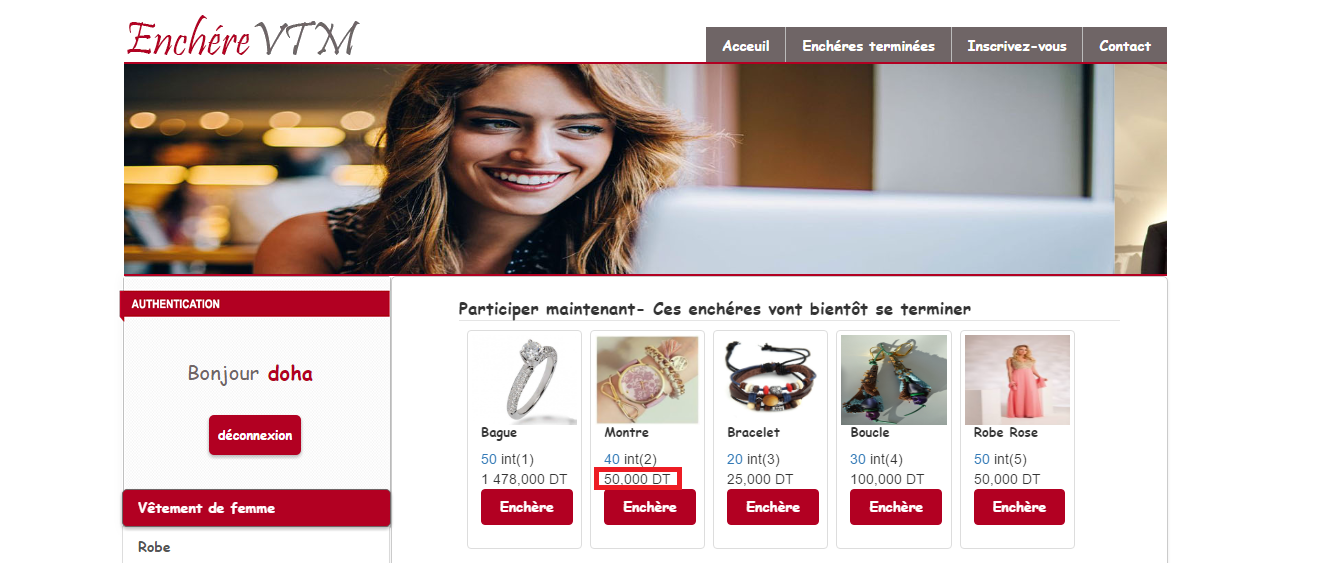 Enchére VTM
Acceuil
Enchéres terminées
Inscrivez-vous
Contact
AUTHENTICATION
Bonjour doha
déconnexion
Vêtement de femme
Robe
Participer maintenant- Ces enchéres vont bientôt se terminer
Bague
50 int(1)
1 478,000 DT
Enchère
Montre
40 int(2)
50,000 DT
Enchère
Bracelet
20 int(3)
25,000 DT
Enchère
Boucle
30 int(4)
100,000 DT
Enchère
Robe Rose
50 int(5)
50,000 DT
Enchère